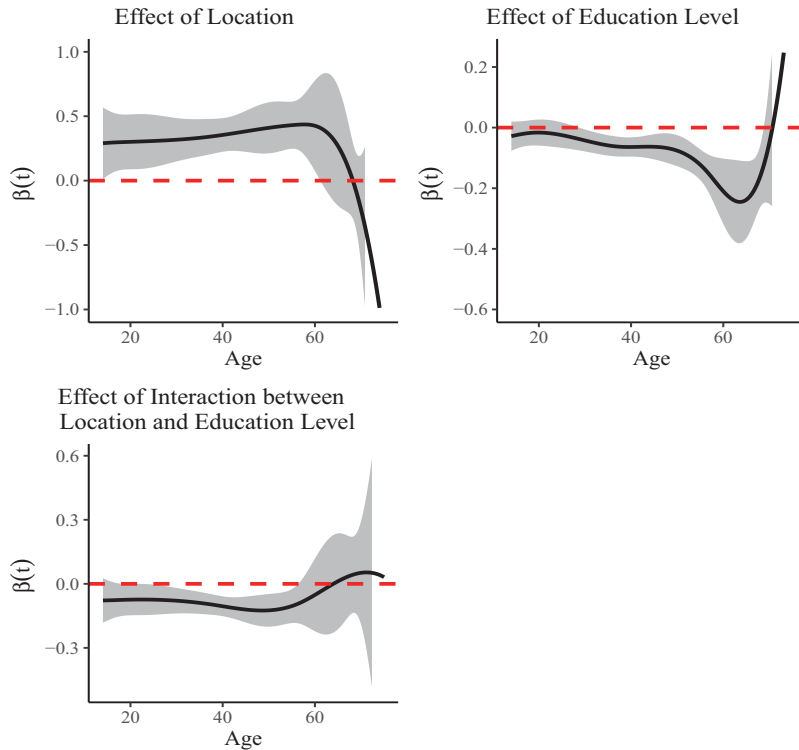 Effect of Location
1.0
0.5
0.0
−0.5
−1.0
β(t)
20 40 60
Age
Effect of Education Level
0.2
0.0
−0.2
−0.4
−0.6
β(t)
20 40 60
Age
Effect of Interaction between
Location and Education Level
0.6
0.3
0.0
−0.3
β(t)
20 40 60
Age